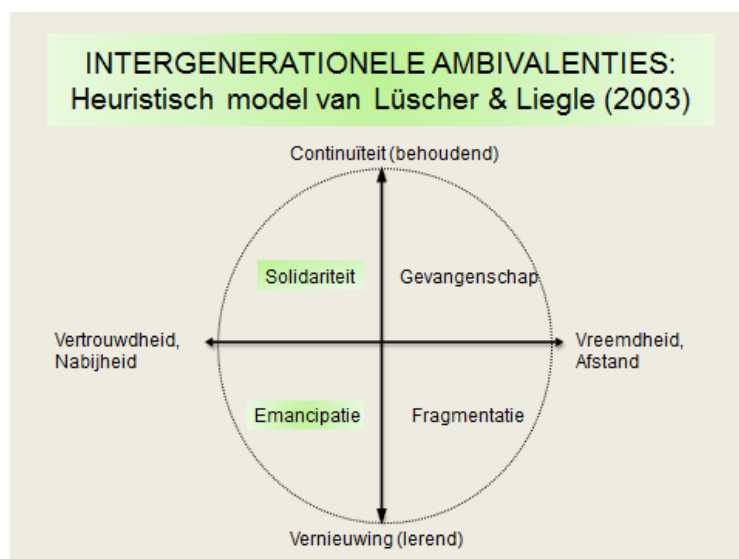 INTERGENERATIONELE AMBIVALENTIES:
Heuristisch model van Lüscher & Liegle (2003)
Continuïteit (behoudend)
Solidariteit
Gevangenschap
Vertrouwdheid,
Nabijheid
Vreemdheid,
Afstand
Emancipatie
Fragmentatie
Vernieuwing (lerend)